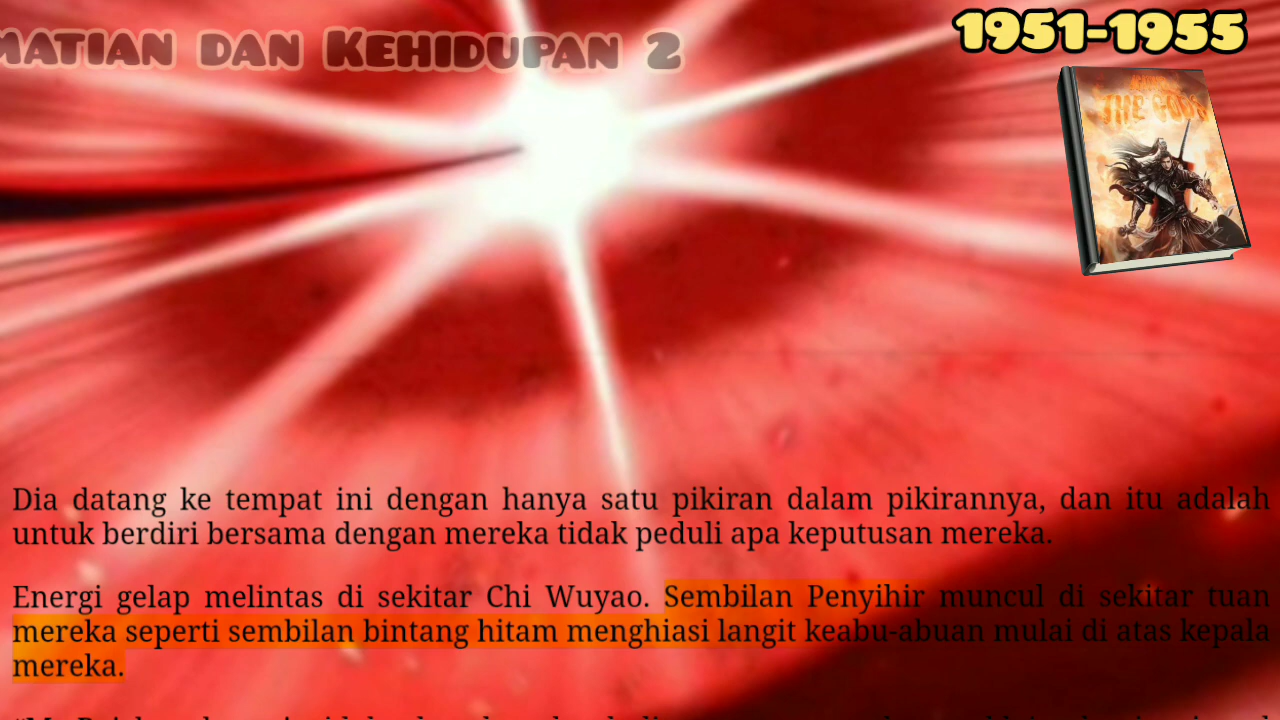 MATIAN DAN KEHIDUPAN 2
1951-1955
THE GODS
Dia datang ke tempat ini dengan hanya satu pikiran dalam pikirannya, dan itu adalah
untuk berdiri bersama dengan mereka tidak peduli apa keputusan mereka.
Energi gelap melintas di sekitar Chi Wuyao. Sembilan Penyihir muncul di sekitar tuan
mereka seperti sembilan bintang hitam menghiasi langit keabu-abuan mulai di atas kepala
mereka.